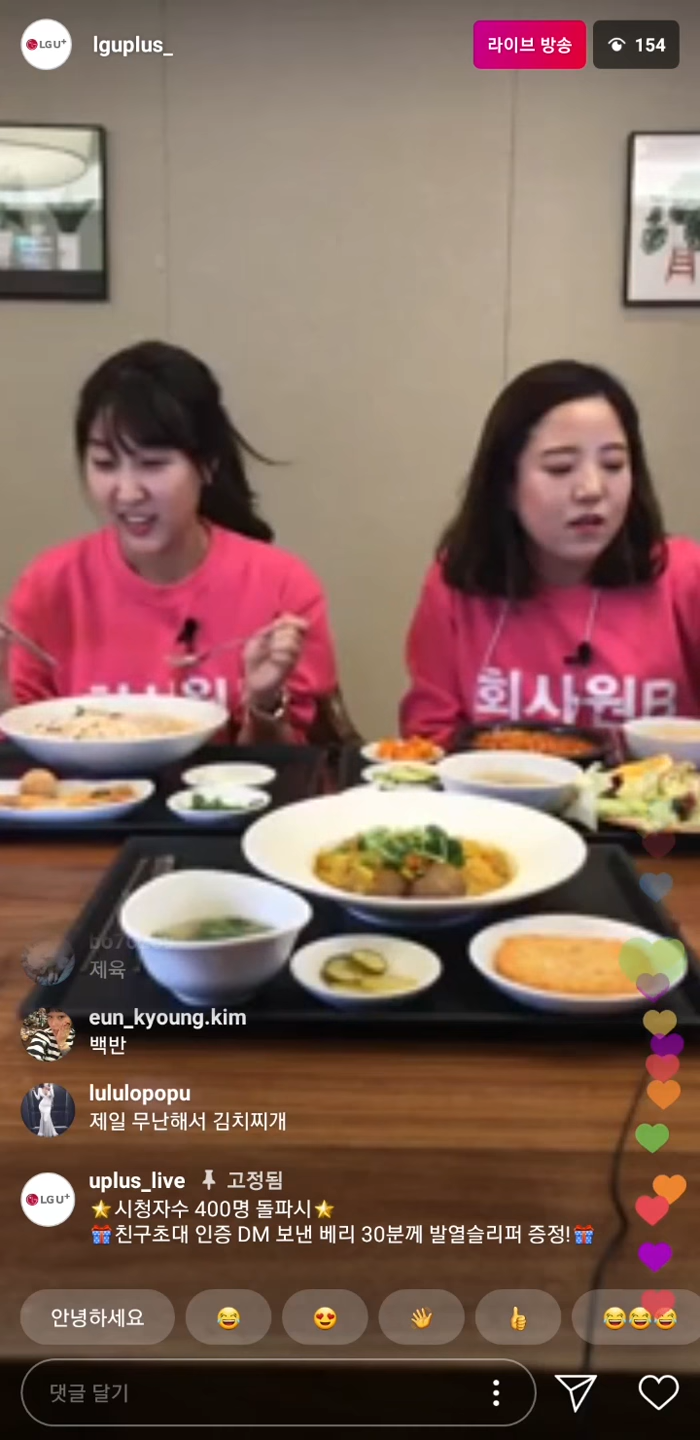 LG U+
lguplus_
라이브 방송
154
회사원B
제육
eun_kyoung.kim
백반
lululopopu
제일 무난해서 김치찌개
LG U+
uplus_live 고정됨
⭐시청자수 400명 돌파시⭐
🎁친구초대 인증 DM 보낸 베리 30분께 발열슬리퍼 증정!🎁
안녕하세요 😂 😍 👋 👍 😂😂😂
댓글 달기